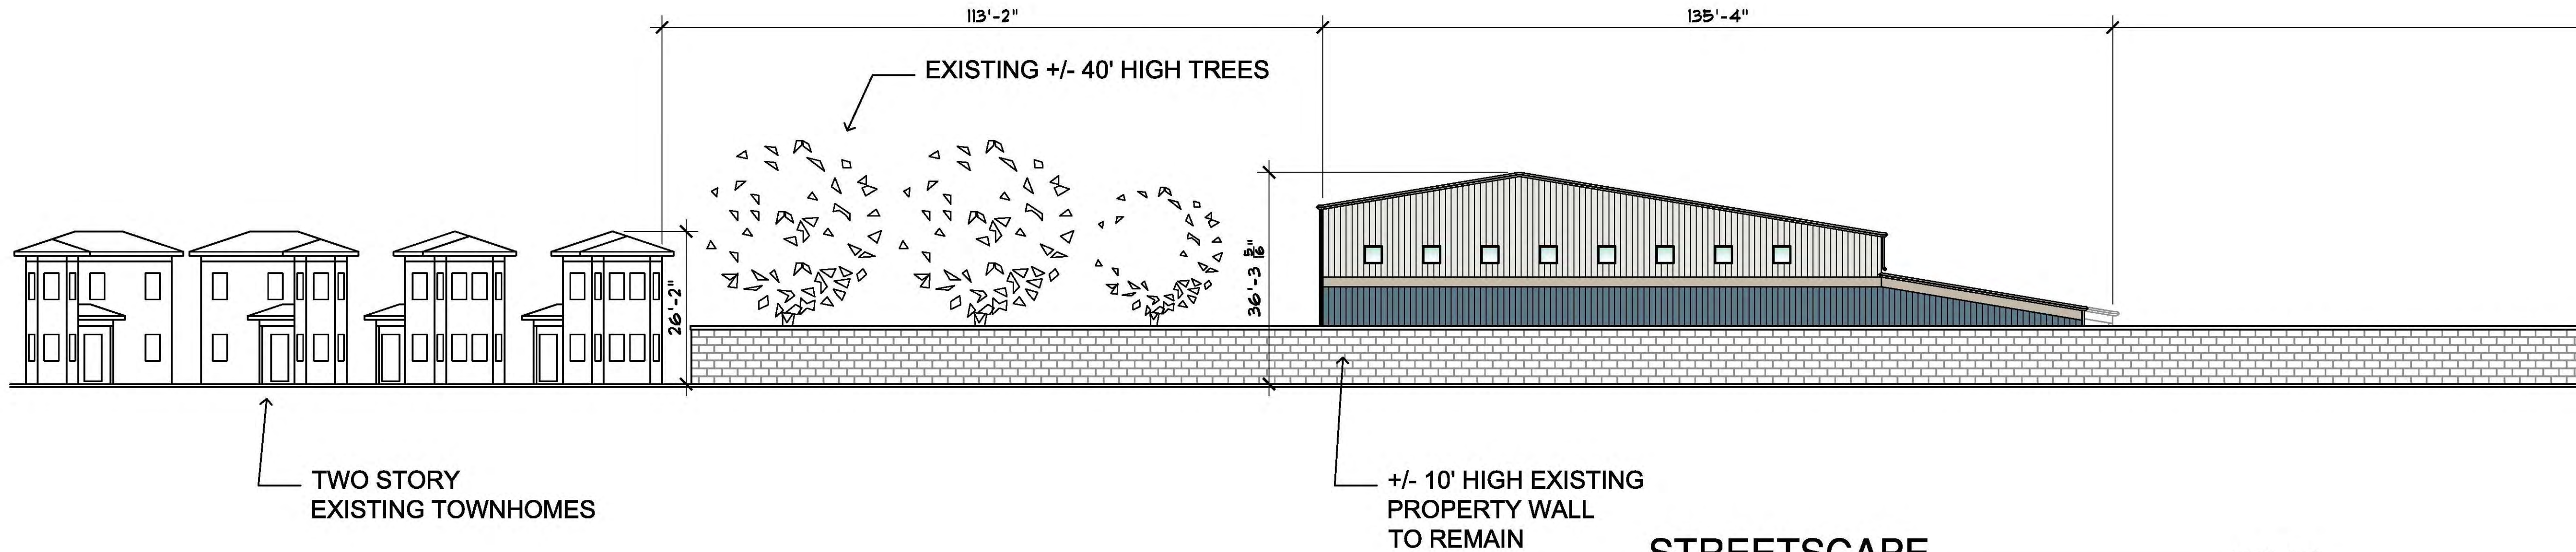 113'-2"
135'-4"
EXISTING +/- 40' HIGH TREES
26'-2"
36'-3 5/16"
TWO STORY
EXISTING TOWNHOMES
+/- 10' HIGH EXISTING
PROPERTY WALL
TO REMAIN
STREETSCAPE